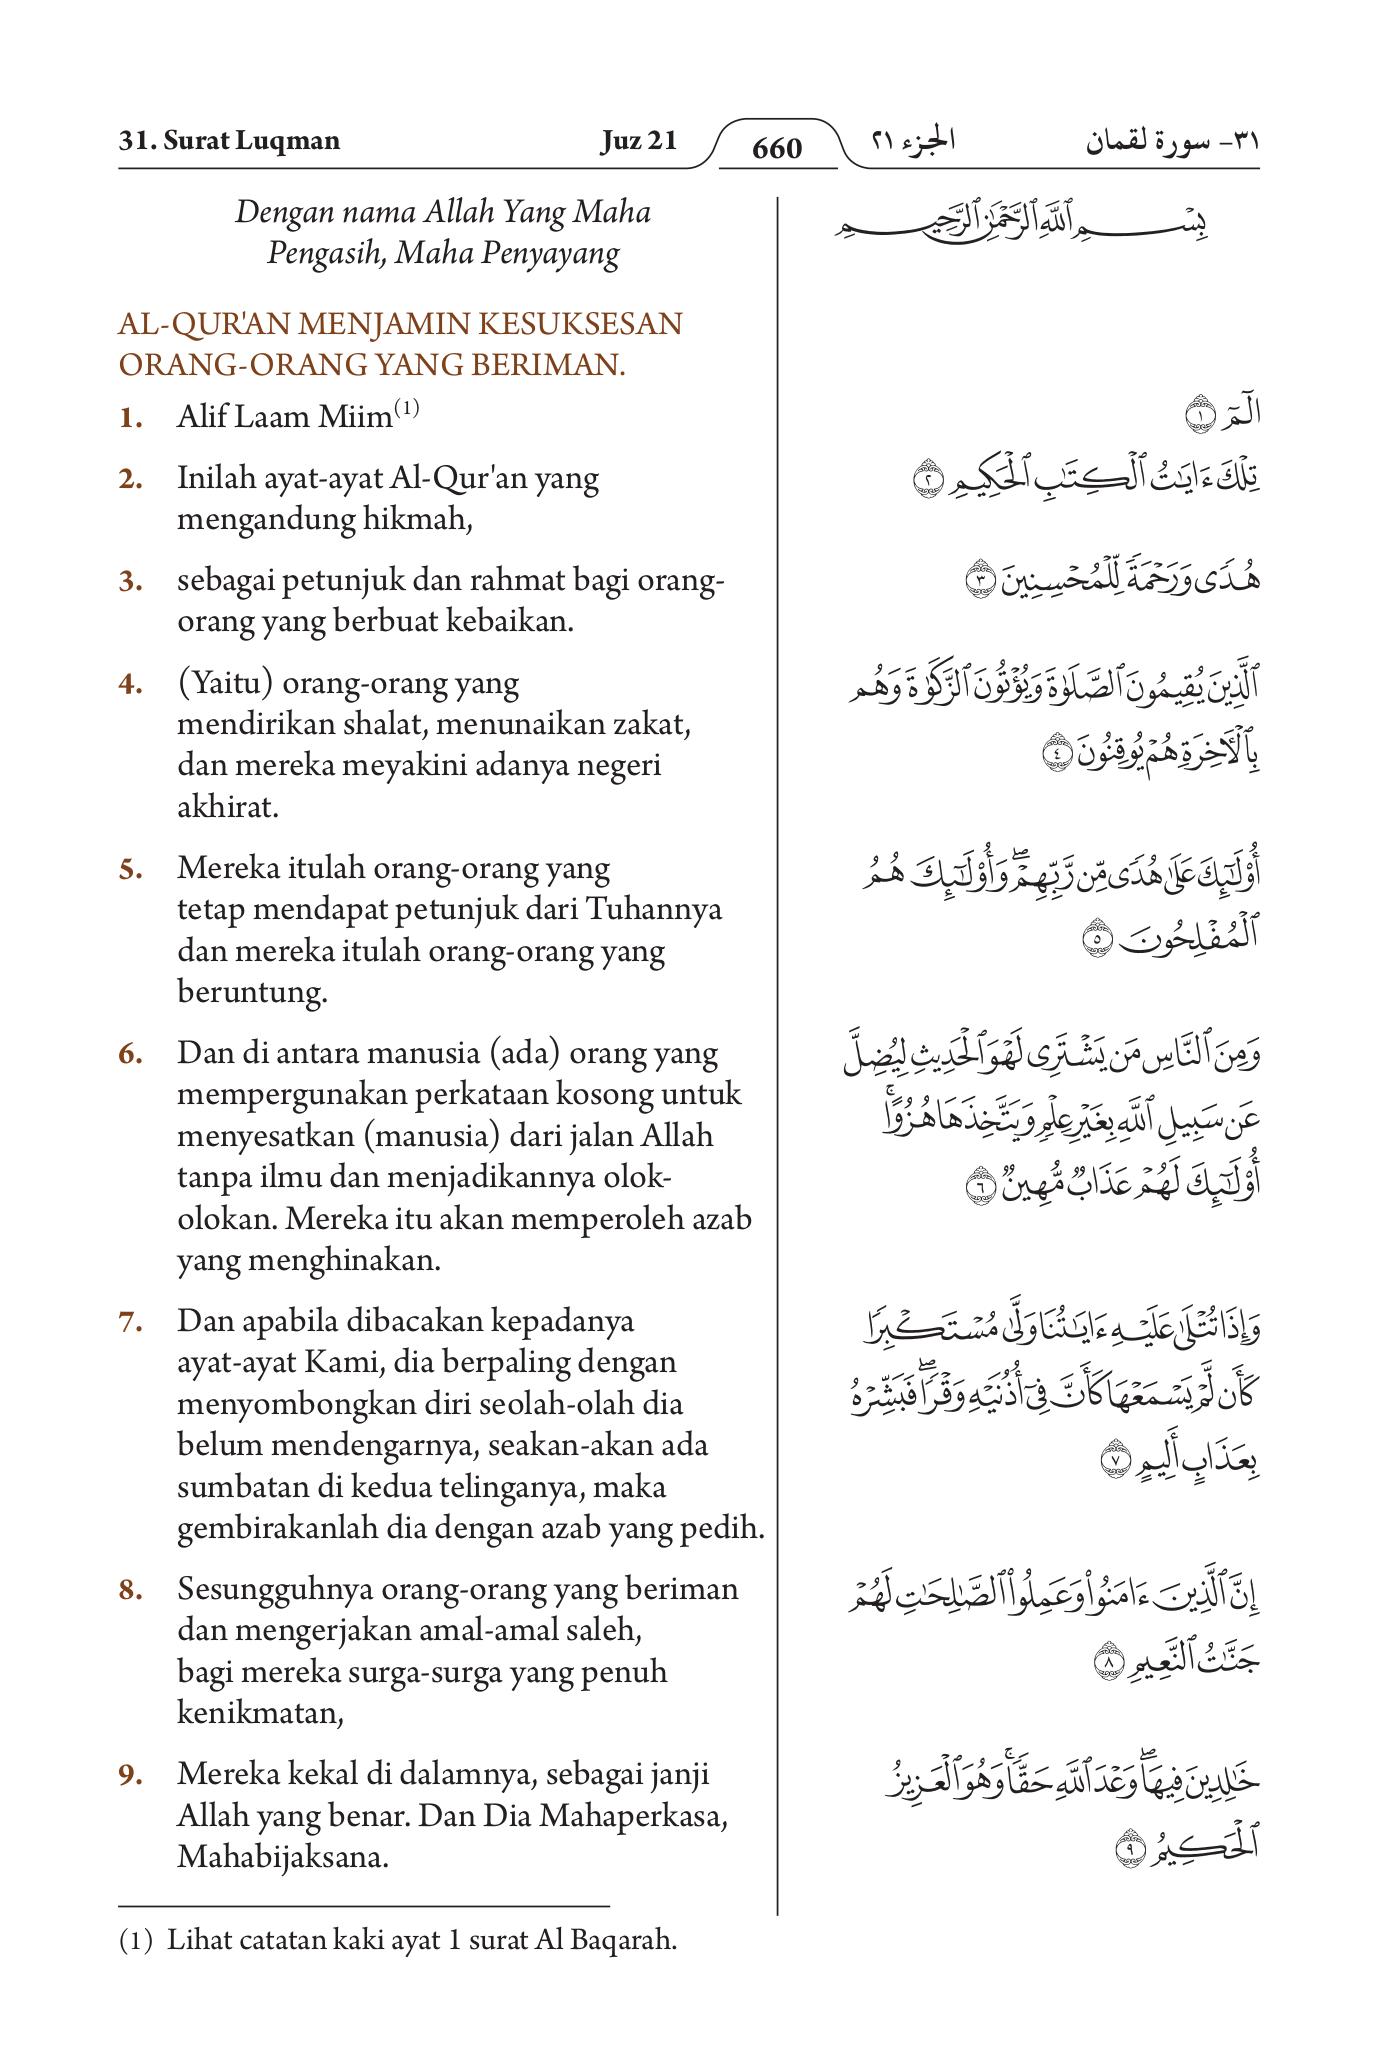 31. Surat Luqman
Juz 21
660
الجزء ٢١
٣١- سورة لقمان
Dengan nama Allah Yang Maha
Pengasih, Maha Penyayang
AL-QUR'AN MENJAMIN KESUKSESAN
ORANG-ORANG YANG BERIMAN.
1. Alif Laam Miim(1)
2. Inilah ayat-ayat Al-Qur'an yang
mengandung hikmah,
3. sebagai petunjuk dan rahmat bagi orang-
orang yang berbuat kebaikan.
4. (Yaitu) orang-orang yang
mendirikan shalat, menunaikan zakat,
dan mereka meyakini adanya negeri
akhirat.
5. Mereka itulah orang-orang yang
tetap mendapat petunjuk dari Tuhannya
dan mereka itulah orang-orang yang
beruntung.
6. Dan di antara manusia (ada) orang yang
mempergunakan perkataan kosong untuk
menyesatkan (manusia) dari jalan Allah
tanpa ilmu dan menjadikannya olok-
olokan. Mereka itu akan memperoleh azab
yang menghinakan.
7. Dan apabila dibacakan kepadanya
ayat-ayat Kami, dia berpaling dengan
menyombongkan diri seolah-olah dia
belum mendengarnya, seakan-akan ada
sumbatan di kedua telinganya, maka
gembirakanlah dia dengan azab yang pedih.
8. Sesungguhnya orang-orang yang beriman
dan mengerjakan amal-amal saleh,
bagi mereka surga-surga yang penuh
kenikmatan,
9. Mereka kekal di dalamnya, sebagai janji
Allah yang benar. Dan Dia Mahaperkasa,
Mahabijaksana.
(1) Lihat catatan kaki ayat 1 surat Al Baqarah.
بِسۡمِ ٱللَّهِ ٱلرَّحۡمَٰنِ ٱلرَّحِيمِ
الٓمٓ ١
تِلۡكَ ءَايَٰتُ ٱلۡكِتَٰبِ ٱلۡحَكِيمِ ٢
هُدٗى وَرَحۡمَةٗ لِّلۡمُحۡسِنِينَ ٣
ٱلَّذِينَ يُقِيمُونَ ٱلصَّلَوٰةَ وَيُؤۡتُونَ ٱلزَّكَوٰةَ وَهُم
بِٱلۡأٓخِرَةِ هُمۡ يُوقِنُونَ ٤
أُوْلَٰٓئِكَ عَلَىٰ هُدٗى مِّن رَّبِّهِمۡۖ وَأُوْلَٰٓئِكَ هُمُ
ٱلۡمُفۡلِحُونَ ٥
وَمِنَ ٱلنَّاسِ مَن يَشۡتَرِي لَهۡوَ ٱلۡحَدِيثِ لِيُضِلَّ
عَن سَبِيلِ ٱللَّهِ بِغَيۡرِ عِلۡمٖ وَيَتَّخِذَهَا هُزُوًاۚ
أُوْلَٰٓئِكَ لَهُمۡ عَذَابٞ مُّهِينٞ ٦
وَإِذَا تُتۡلَىٰ عَلَيۡهِ ءَايَٰتُنَا وَلَّىٰ مُسۡتَكۡبِرٗا
كَأَن لَّمۡ يَسۡمَعۡهَا كَأَنَّ فِيٓ أُذُنَيۡهِ وَقۡرٗاۖ فَبَشِّرۡهُ
بِعَذَابٍ أَلِيمٍ ٧
إِنَّ ٱلَّذِينَ ءَامَنُواْ وَعَمِلُواْ ٱلصَّٰلِحَٰتِ لَهُمۡ
جَنَّٰتُ ٱلنَّعِيمِ ٨
خَٰلِدِينَ فِيهَاۖ وَعۡدَ ٱللَّهِ حَقّٗاۚ وَهُوَ ٱلۡعَزِيزُ
ٱلۡحَكِيمُ ٩